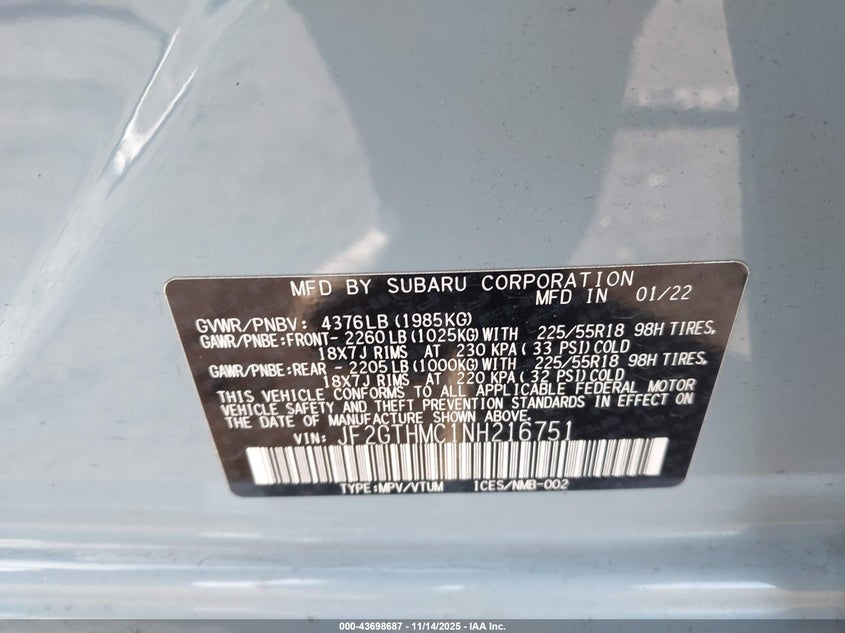 MFD BY SUBARU CORPORATION
MFD IN 01/22
GVWR/PNBV: 4376LB (1985KG)
GAWR/PNBE:FRONT- 2260LB (1025KG) WITH 225/55R18 98H TIRES,
18X7J RIMS AT 230 KPA ( 33 PSI) COLD
GAWR/PNBE:REAR - 2205LB (1000KG) WITH 225/55R18 98H TIRES,
18X7J RIMS AT 220 KPA ( 32 PSI) COLD
THIS VEHICLE CONFORMS TO ALL APPLICABLE FEDERAL MOTOR
VEHICLE SAFETY AND THEFT PREVENTION STANDARDS IN EFFECT ON
THE DATE OF MANUFACTURE SHOWN ABOVE.
VIN: JF2GTHMC1NH216751
TYPE:MPV/VTUM ICES/NMB-002
000-43698687 - 11/14/2025 - IAA Inc.